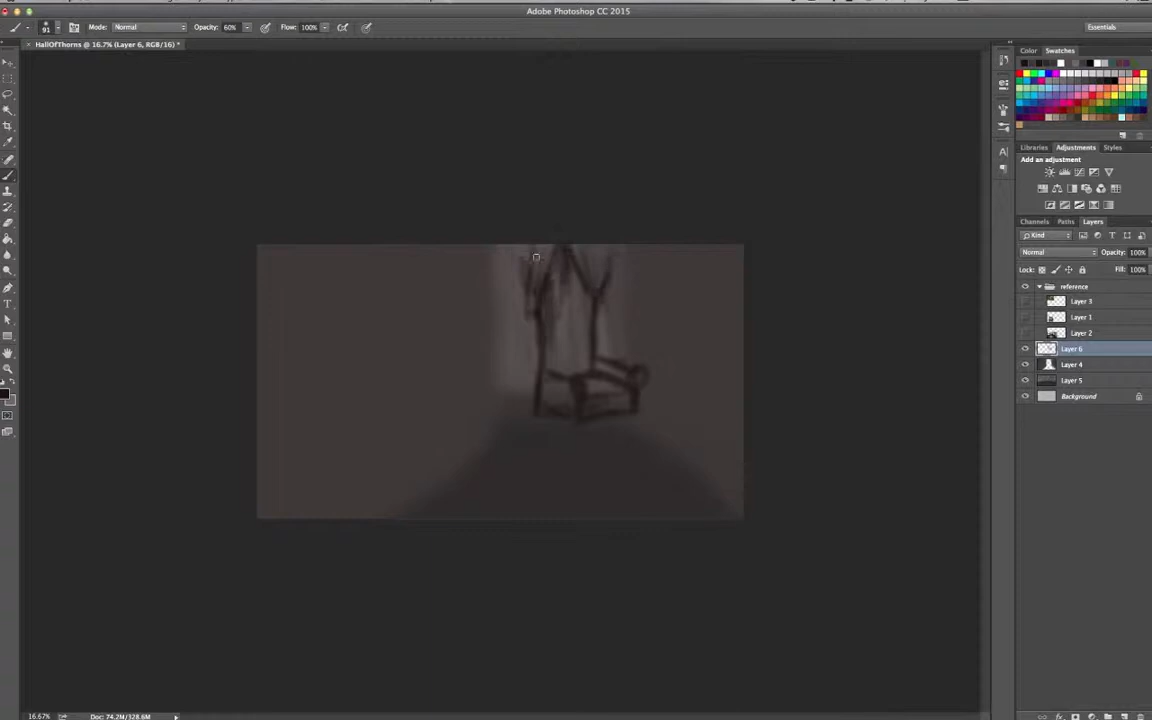 Adobe Photoshop CC 2015
91
Mode: Normal
Opacity: 60%
Flow: 100%
Essentials
× HallOfThorns @ 16.7% (Layer 6, RGB/16) *
Color
Swatches
Libraries
Adjustments
Styles
Add an adjustment
Channels
Paths
Layers
Kind
Normal
Opacity: 100%
Lock:
Fill: 100%
reference
Layer 3
Layer 1
Layer 2
Layer 6
Layer 4
Layer 5
Background
16.67%
Doc: 74.2M/328.6M